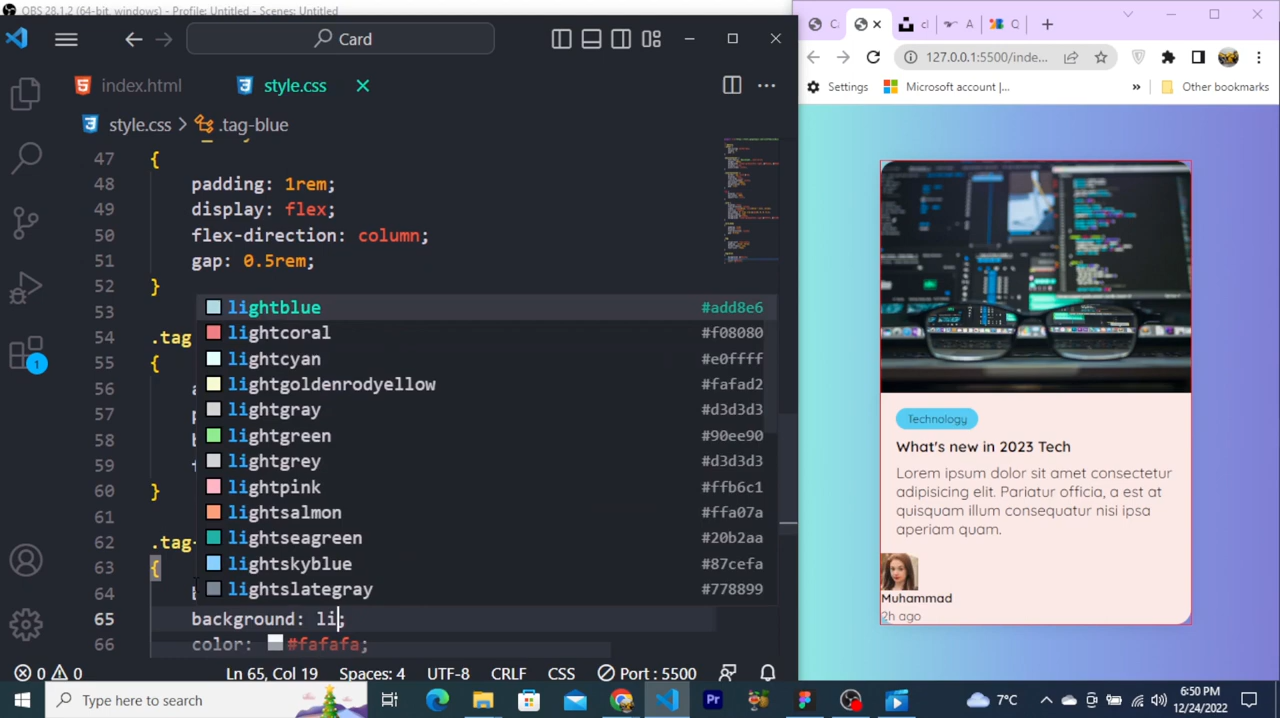 OBS 28.1.2 (64-bit, windows) - Profile: Untitled - Scenes: Untitled
Card
index.html
style.css
style.css > .tag-blue
47 {
48 padding: 1rem;
49 display: flex;
50 flex-direction: column;
51 gap: 0.5rem;
52 }
53
54 .tag
55 {
56
57
58
59
60 }
61
62 .tag-
63 {
64
65 background: li;
66 color: #fafafa;
lightblue #add8e6
lightcoral #f08080
lightcyan #e0ffff
lightgoldenrodyellow #fafad2
lightgray #d3d3d3
lightgreen #90ee90
lightgrey #d3d3d3
lightpink #ffb6c1
lightsalmon #ffa07a
lightseagreen #20b2aa
lightskyblue #87cefa
lightslategray #778899
1
0 0 Ln 65, Col 19 Spaces: 4 UTF-8 CRLF CSS Port : 5500
127.0.0.1:5500/inde...
Settings Microsoft account |... » Other bookmarks
Technology
What's new in 2023 Tech
Lorem ipsum dolor sit amet consectetur
adipisicing elit. Pariatur officia, a est at
quisquam illum consequatur nisi ipsa
aperiam quam.
Muhammad
2h ago
Type here to search
Pr
7°C
6:50 PM
12/24/2022